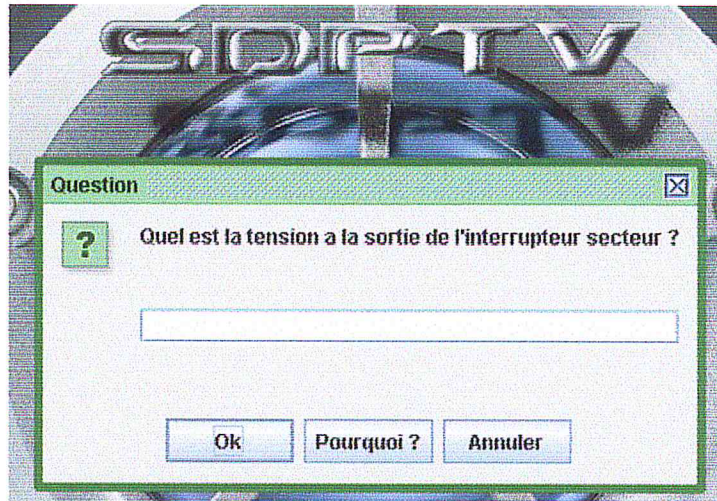 SDPTV
Question
?
Quel est la tension a la sortie de l'interrupteur secteur ?
Ok
Pourquoi ?
Annuler